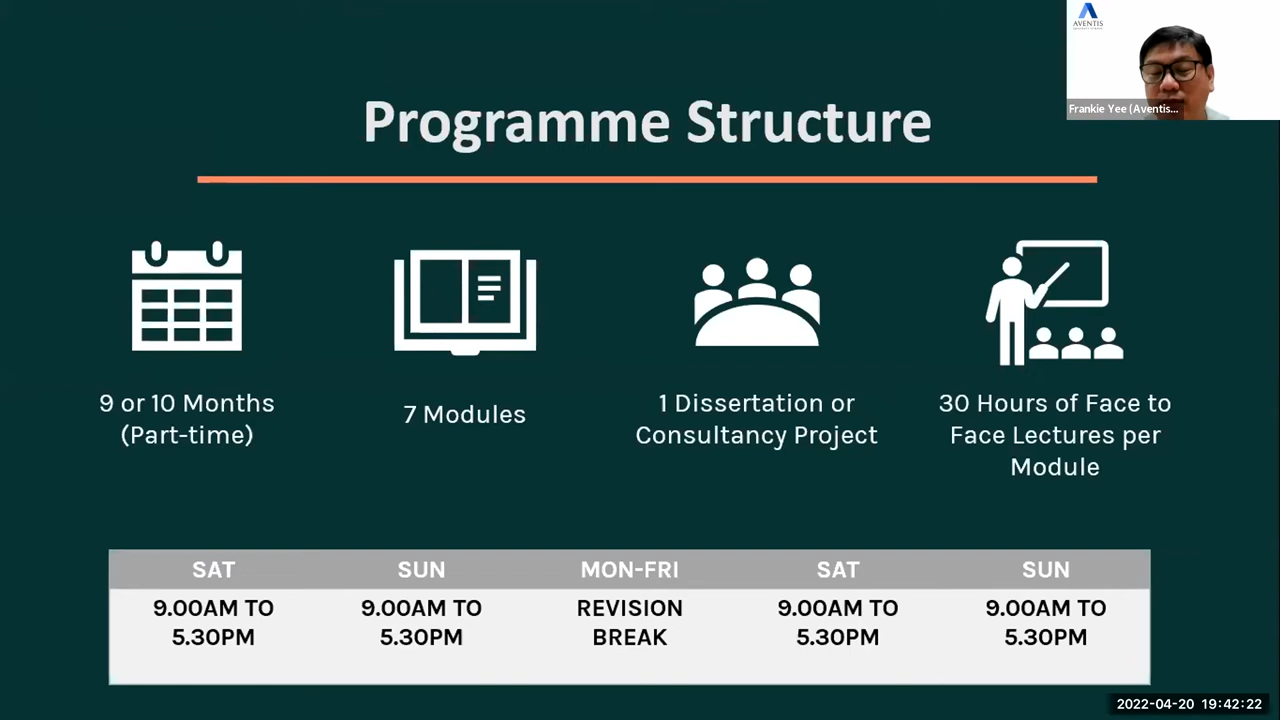 AVENTIS
Frankie Yee (Aventis...
Programme Structure
9 or 10 Months
(Part-time)
7 Modules
1 Dissertation or
Consultancy Project
30 Hours of Face to
Face Lectures per
Module
SAT SUN MON-FRI SAT SUN
9.00AM TO 9.00AM TO REVISION 9.00AM TO 9.00AM TO
5.30PM 5.30PM BREAK 5.30PM 5.30PM
2022-04-20 19:42:22